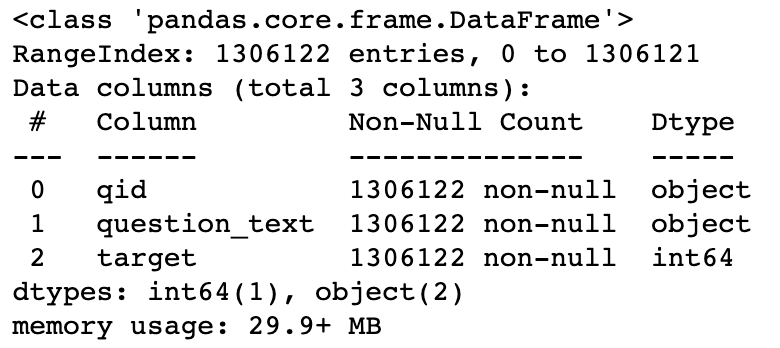 <class 'pandas.core.frame.DataFrame'>
RangeIndex: 1306122 entries, 0 to 1306121
Data columns (total 3 columns):
 #   Column         Non-Null Count    Dtype
---  ------         --------------    -----
 0   qid            1306122 non-null  object
 1   question_text  1306122 non-null  object
 2   target         1306122 non-null  int64
dtypes: int64(1), object(2)
memory usage: 29.9+ MB